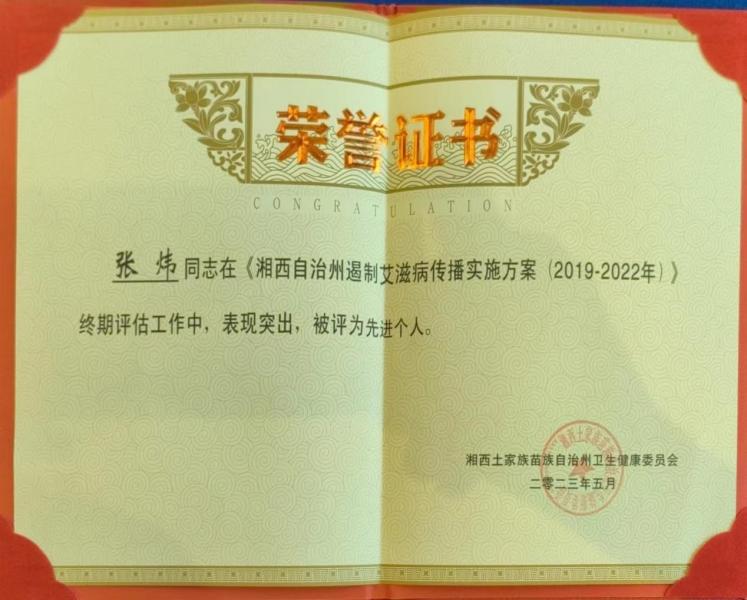 荣誉证书
CONGRATULATION
张炜同志在《湘西自治州遏制艾滋病传播实施方案（2019-2022年）》
终期评估工作中，表现突出，被评为先进个人。
湘西土家族苗族自治州卫生健康委员会
二零二三年五月